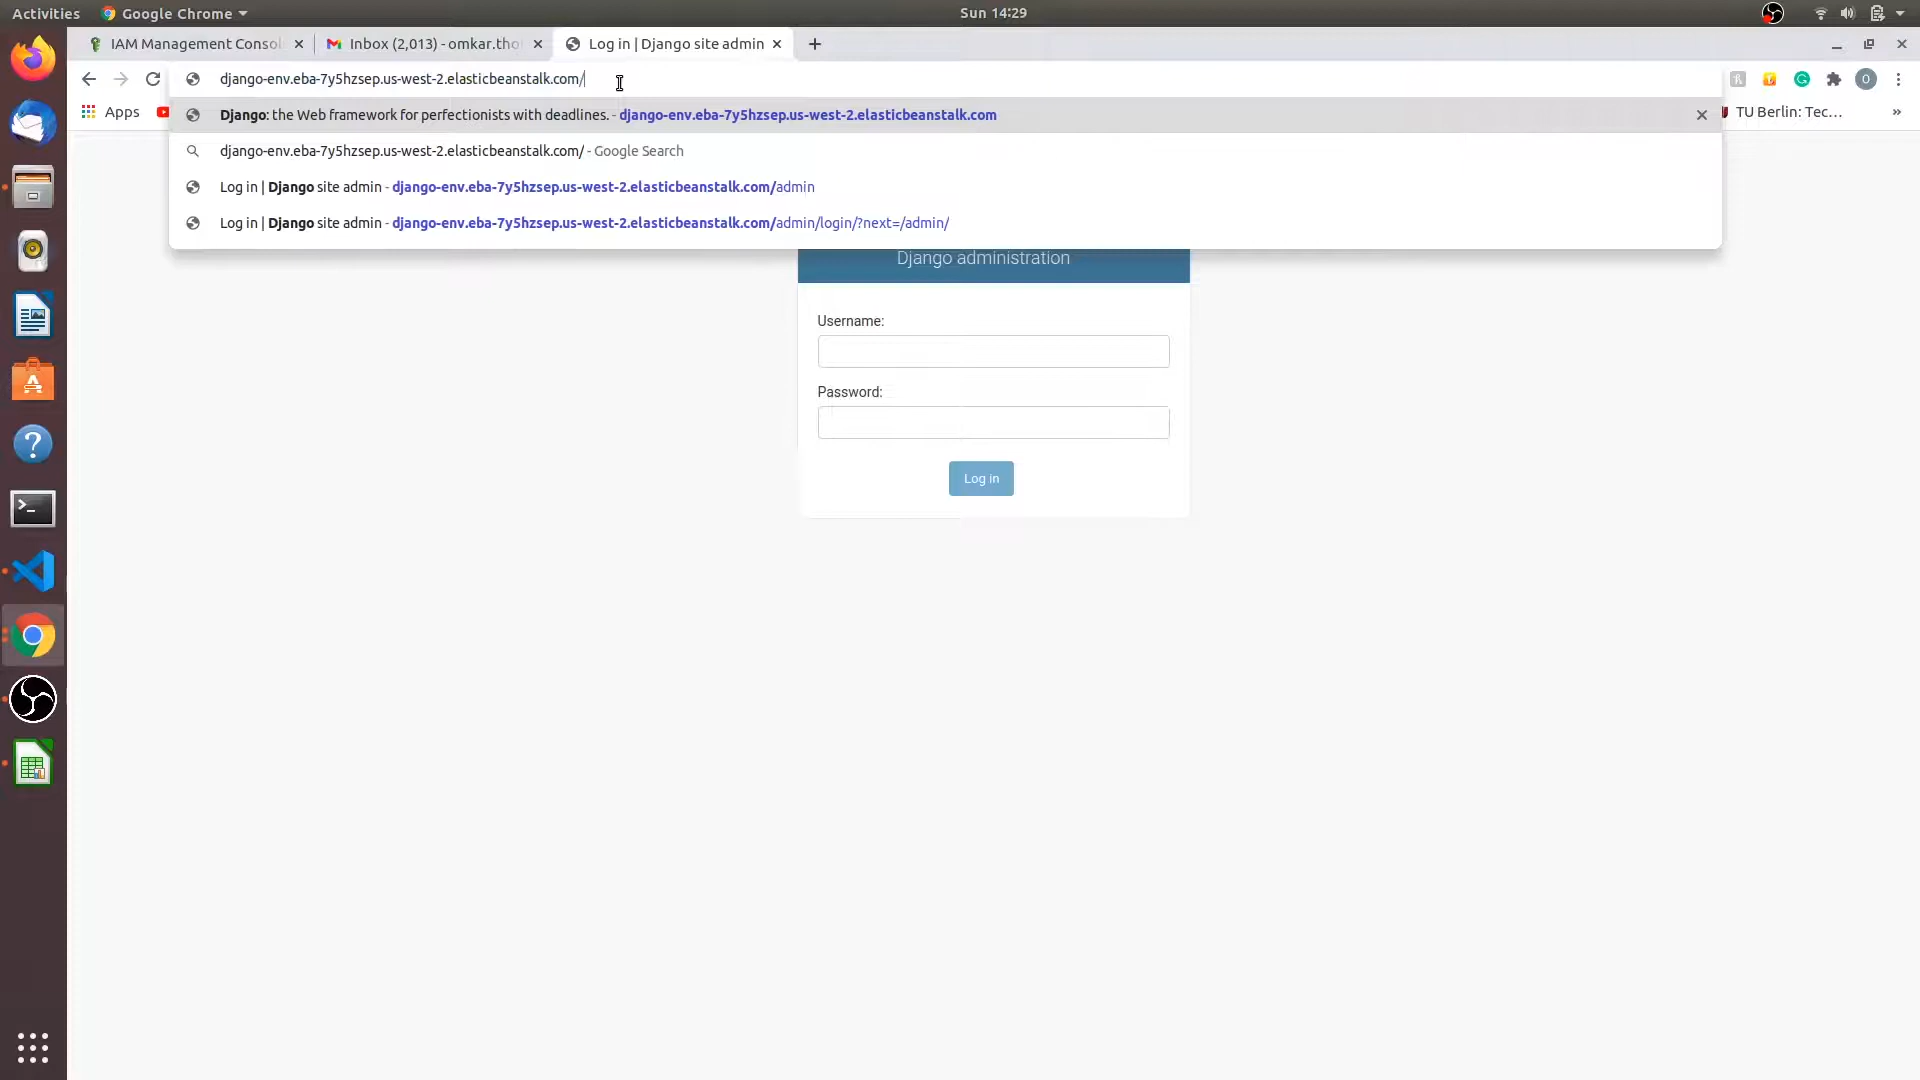 Activities
Google Chrome
Sun 14:29
IAM Management Consol
Inbox (2,013) - omkar.tho
Log in | Django site admin
django-env.eba-7y5hzsep.us-west-2.elasticbeanstalk.com/
Apps
TU Berlin: Tec...
Django: the Web framework for perfectionists with deadlines. - django-env.eba-7y5hzsep.us-west-2.elasticbeanstalk.com
django-env.eba-7y5hzsep.us-west-2.elasticbeanstalk.com/ - Google Search
Log in | Django site admin - django-env.eba-7y5hzsep.us-west-2.elasticbeanstalk.com/admin
Log in | Django site admin - django-env.eba-7y5hzsep.us-west-2.elasticbeanstalk.com/admin/login/?next=/admin/
Django administration
Username:
Password:
Log in